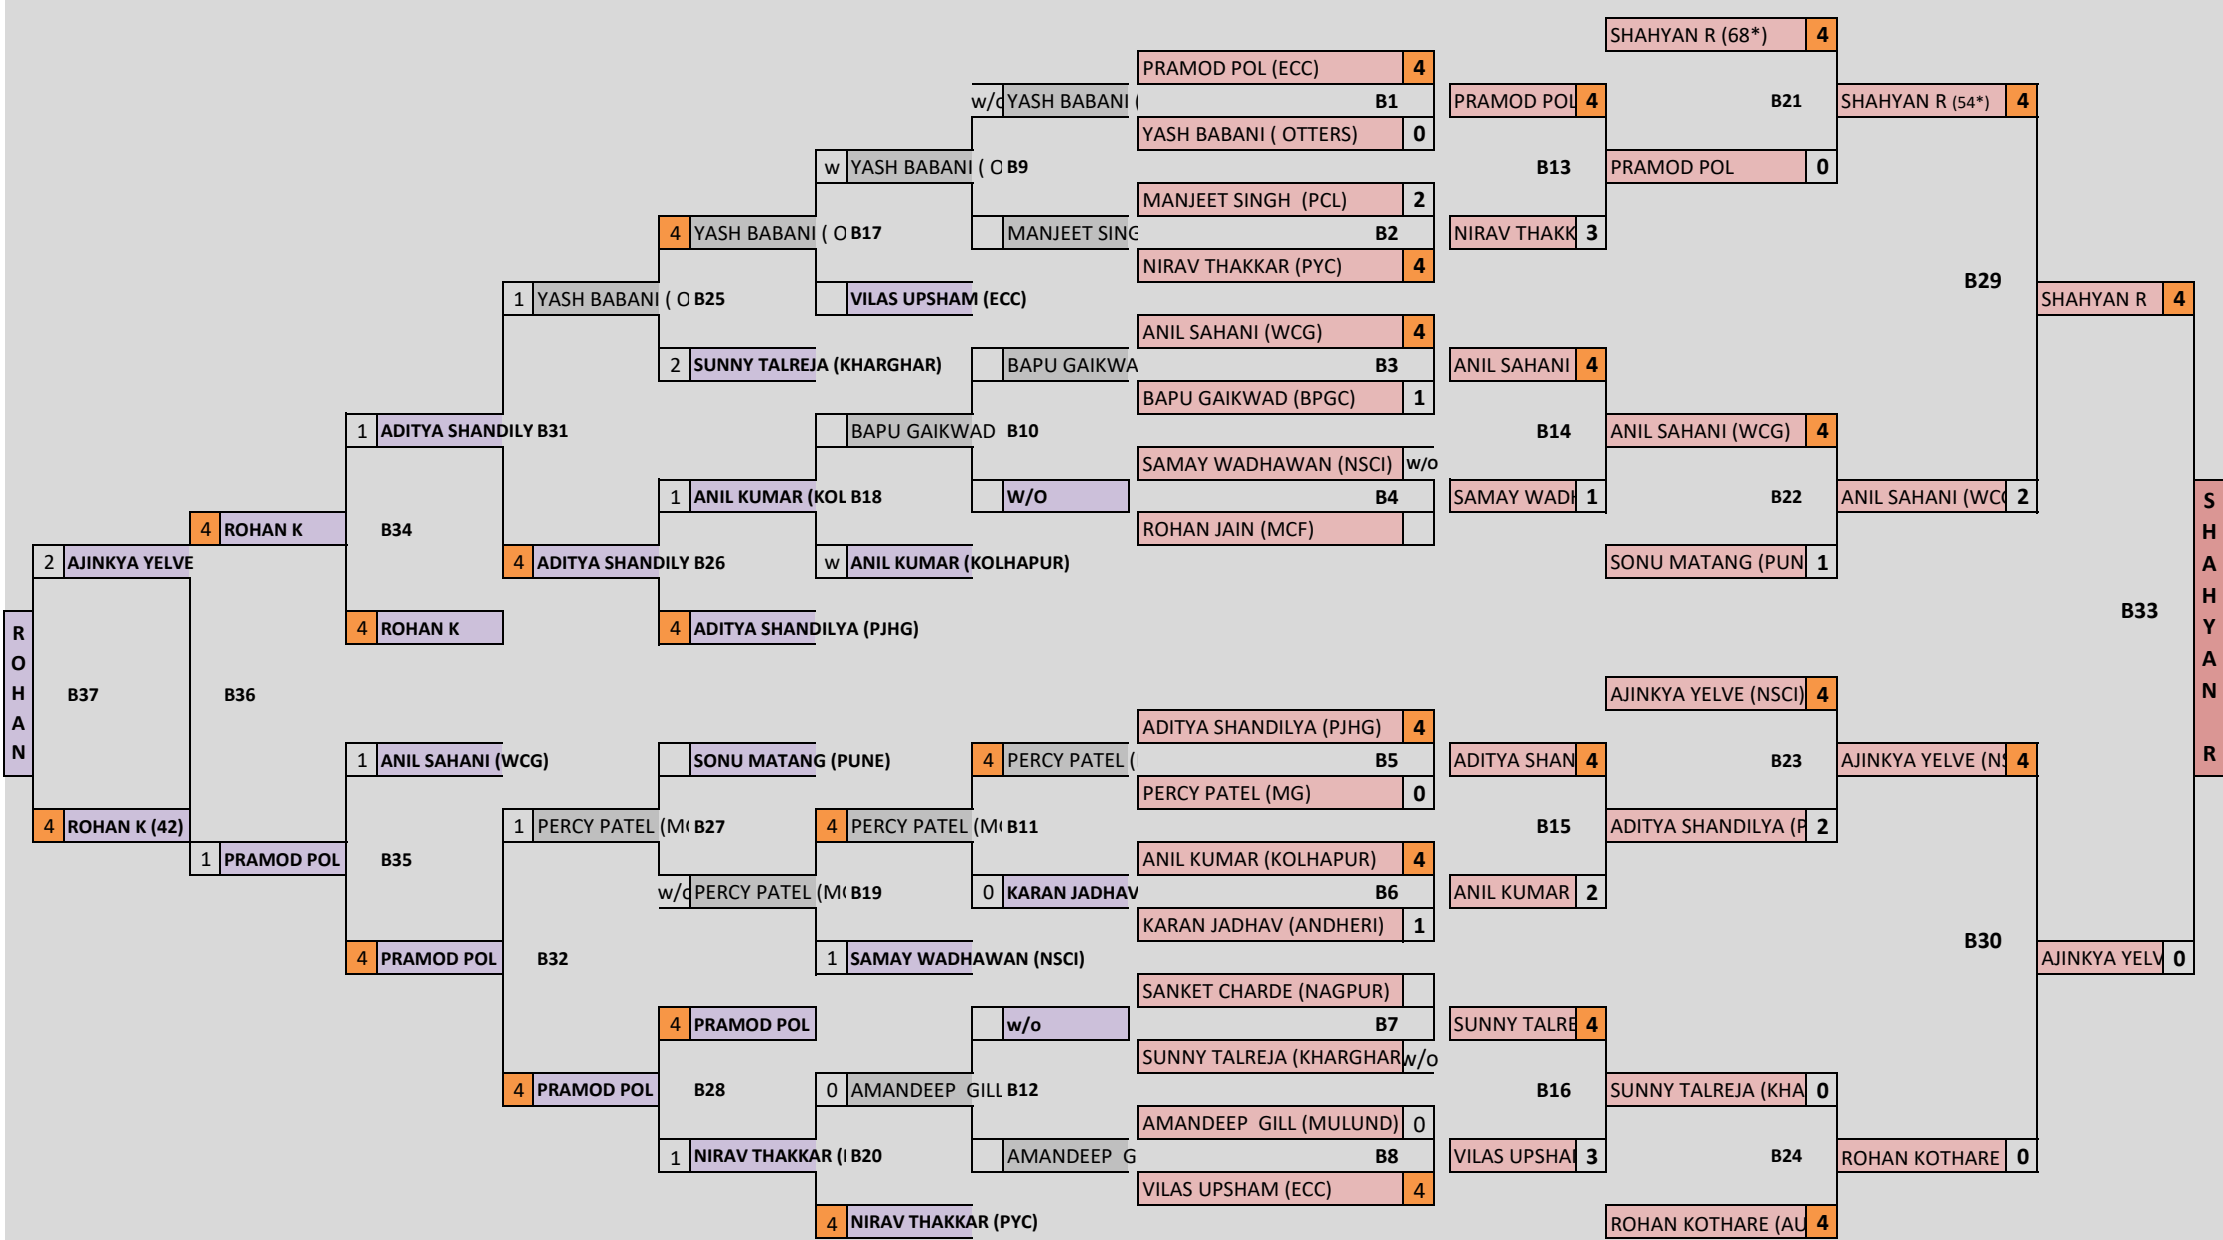 SHAHYAN R (68*) 4
PRAMOD POL (ECC) 4
w/o YASH BABANI ( B1 PRAMOD POL 4 B21 SHAHYAN R (54*) 4
YASH BABANI ( OTTERS) 0
w YASH BABANI ( O B9 B13 PRAMOD POL 0
MANJEET SINGH (PCL) 2
4 YASH BABANI ( O B17 MANJEET SING B2 NIRAV THAKK 3
NIRAV THAKKAR (PYC) 4
B29
1 YASH BABANI ( O B25 VILAS UPSHAM (ECC) SHAHYAN R 4
ANIL SAHANI (WCG) 4
2 SUNNY TALREJA (KHARGHAR) BAPU GAIKWA B3 ANIL SAHANI 4
BAPU GAIKWAD (BPGC) 1
1 ADITYA SHANDILY B31 BAPU GAIKWAD B10 B14 ANIL SAHANI (WCG) 4
SAMAY WADHAWAN (NSCI) w/o
1 ANIL KUMAR (KOL B18 W/O B4 SAMAY WADH 1 B22 ANIL SAHANI (WCG 2
4 ROHAN K B34 ROHAN JAIN (MCF)
2 AJINKYA YELVE 4 ADITYA SHANDILY B26 w ANIL KUMAR (KOLHAPUR) SONU MATANG (PUN 1
B33
4 ROHAN K 4 ADITYA SHANDILYA (PJHG)
ROHAN
SHAHYAN R
B37 B36 AJINKYA YELVE (NSCI) 4
ADITYA SHANDILYA (PJHG) 4
1 ANIL SAHANI (WCG) SONU MATANG (PUNE) 4 PERCY PATEL ( B5 ADITYA SHAN 4 B23 AJINKYA YELVE (NS 4
PERCY PATEL (MG) 0
4 ROHAN K (42) 1 PERCY PATEL (MG B27 4 PERCY PATEL (MG B11 B15 ADITYA SHANDILYA (P 2
1 PRAMOD POL B35 ANIL KUMAR (KOLHAPUR) 4
w/o PERCY PATEL (MG B19 0 KARAN JADHAV B6 ANIL KUMAR 2
KARAN JADHAV (ANDHERI) 1
B30
4 PRAMOD POL B32 1 SAMAY WADHAWAN (NSCI) AJINKYA YELV 0
SANKET CHARDE (NAGPUR)
4 PRAMOD POL w/o B7 SUNNY TALRE 4
SUNNY TALREJA (KHARGHAR w/o
4 PRAMOD POL B28 0 AMANDEEP GILL B12 B16 SUNNY TALREJA (KHA 0
AMANDEEP GILL (MULUND) 0
1 NIRAV THAKKAR ( B20 AMANDEEP G B8 VILAS UPSHA 3 B24 ROHAN KOTHARE 0
VILAS UPSHAM (ECC) 4
4 NIRAV THAKKAR (PYC) ROHAN KOTHARE (AU 4